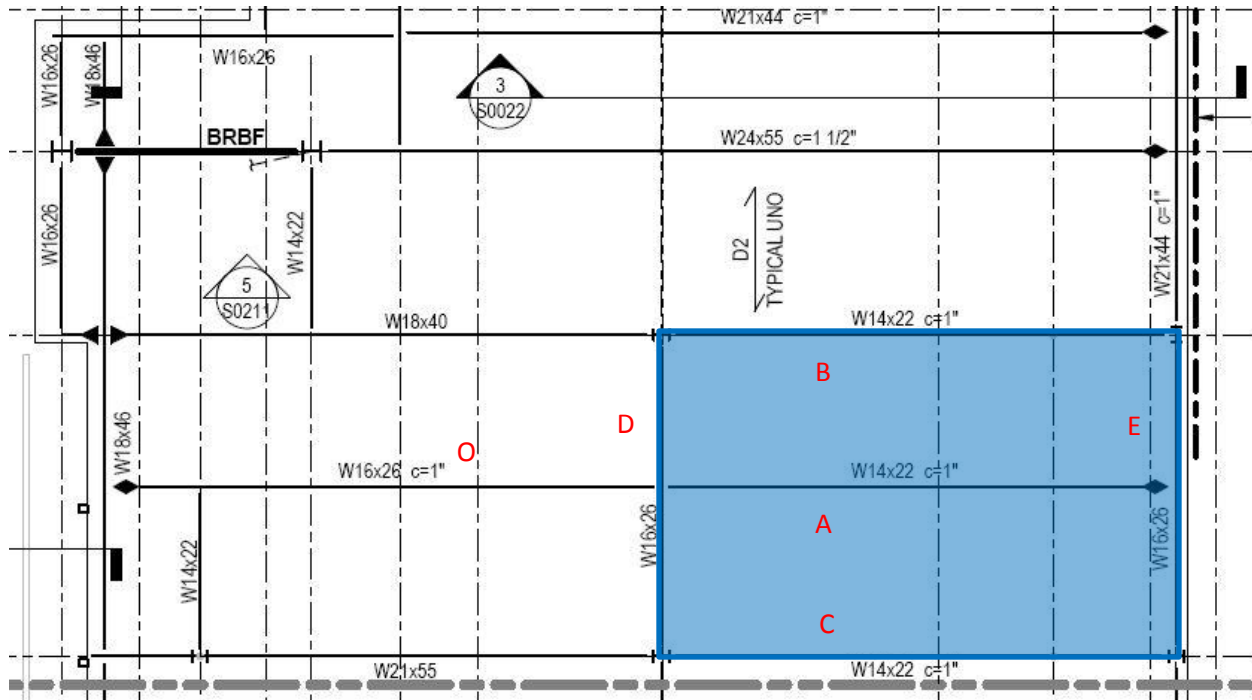 W21x44 c=1"
W16x26
W16x26
W18x46
3
S0022
BRBF
W24x55 c=1 1/2"
W16x26
W14x22
D2
TYPICAL UNO
W21x44 c=1"
5
S0211
W18x40
W14x22 c=1"
B
D
E
W18x46
O
W16x26 c=1"
W14x22 c=1"
W14x22
W16x26
A
W16x26
C
W21x55
W14x22 c=1"